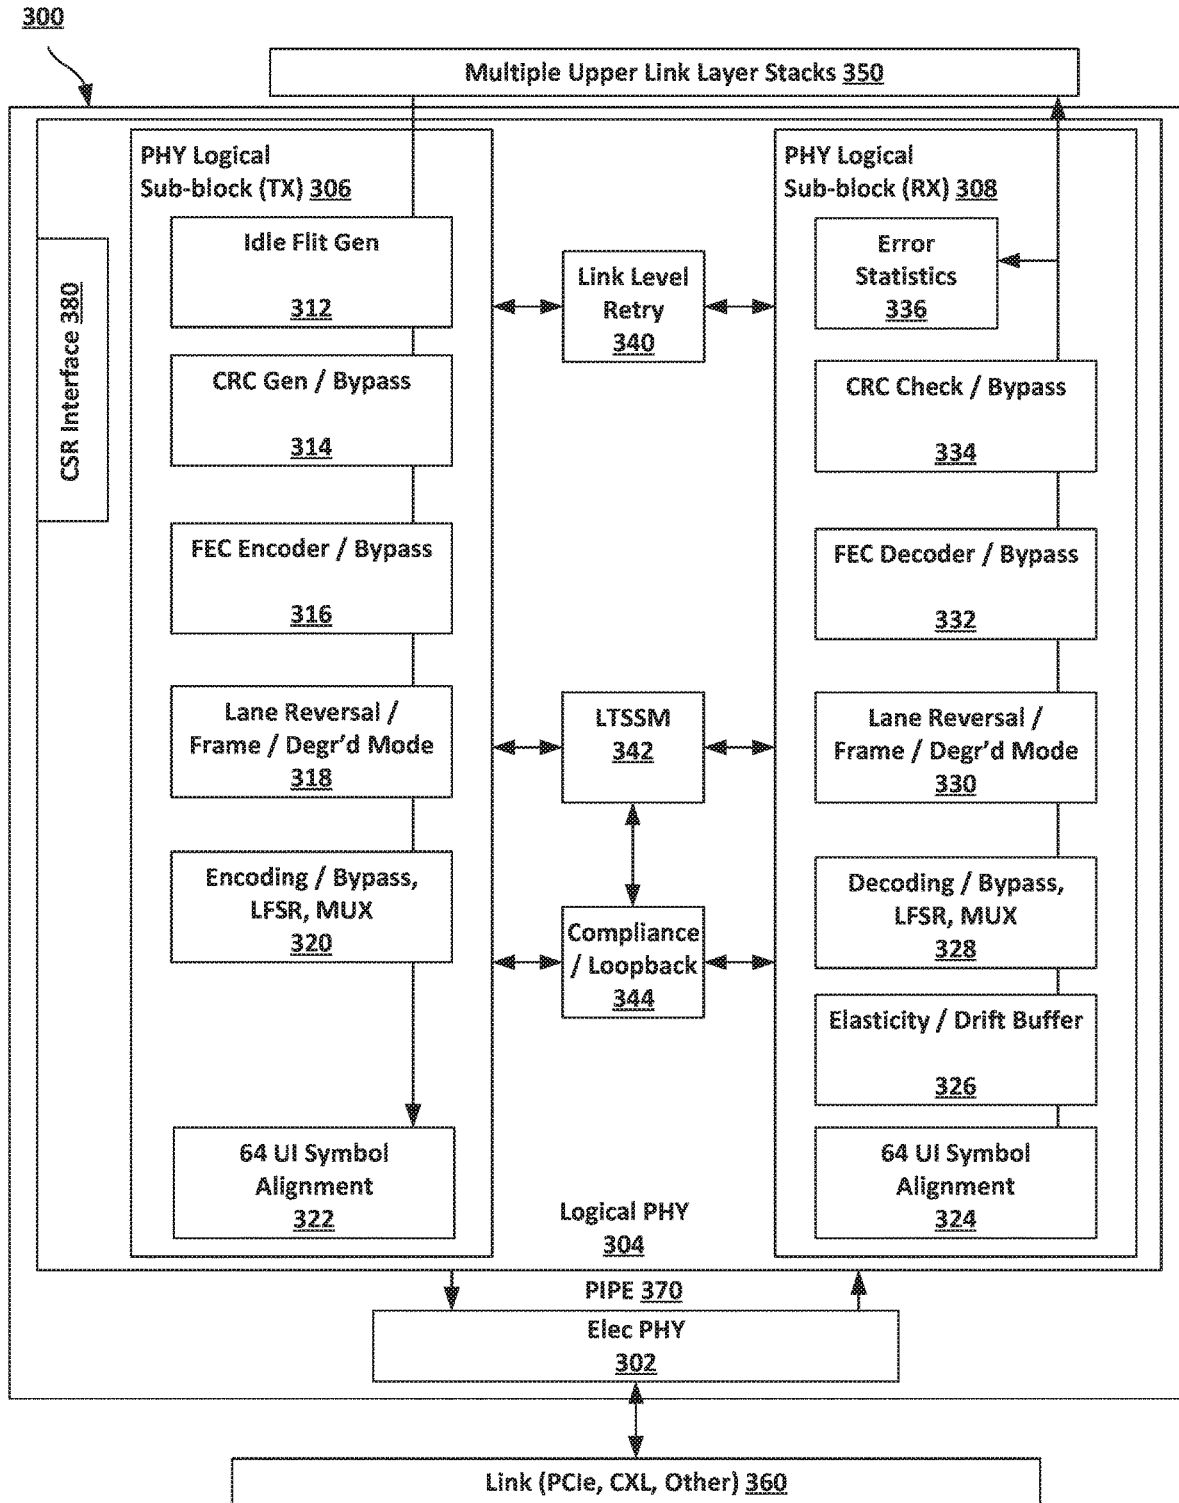 300
Multiple Upper Link Layer Stacks 350
PHY Logical
Sub-block (TX) 306
Idle Flit Gen
312
CRC Gen / Bypass
314
FEC Encoder / Bypass
316
Lane Reversal /
Frame / Degr'd Mode
318
Encoding / Bypass,
LFSR, MUX
320
64 UI Symbol
Alignment
322
CSR Interface 380
Link Level
Retry
340
LTSSM
342
Compliance
/ Loopback
344
Logical PHY
304
PHY Logical
Sub-block (RX) 308
Error
Statistics
336
CRC Check / Bypass
334
FEC Decoder / Bypass
332
Lane Reversal /
Frame / Degr'd Mode
330
Decoding / Bypass,
LFSR, MUX
328
Elasticity / Drift Buffer
326
64 UI Symbol
Alignment
324
PIPE 370
Elec PHY
302
Link (PCIe, CXL, Other) 360